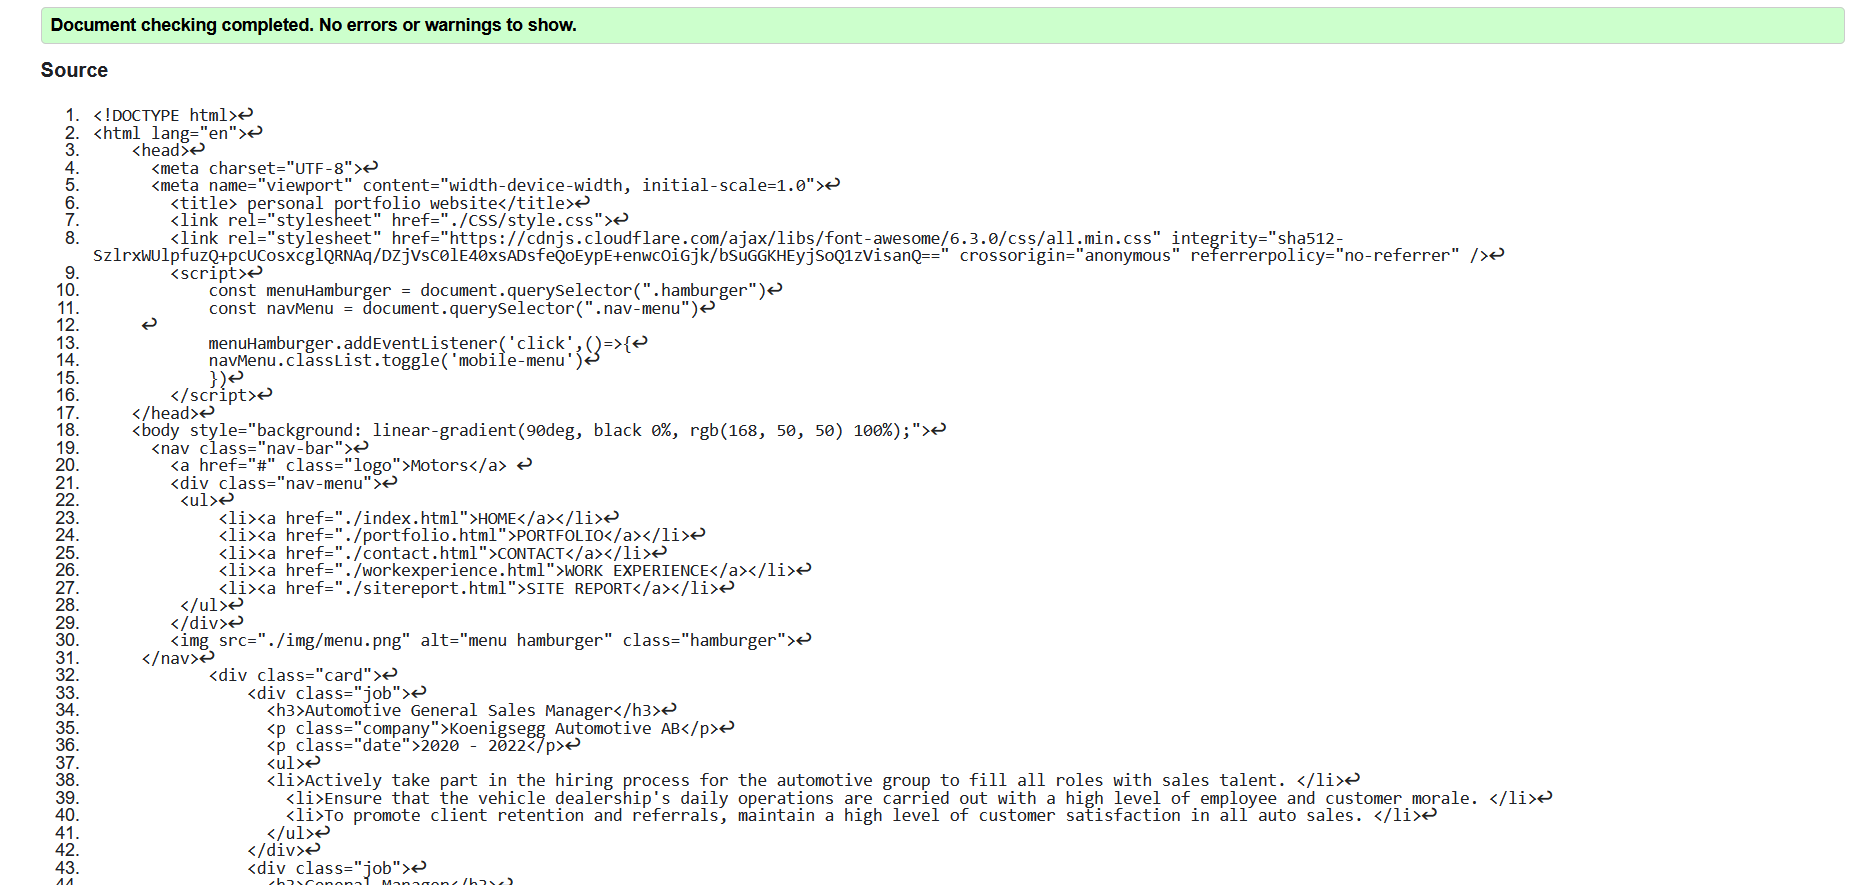 Document checking completed. No errors or warnings to show.
Source
1. <!DOCTYPE html>↩
2. <html lang="en">↩
3.     <head>↩
4.       <meta charset="UTF-8">↩
5.       <meta name="viewport" content="width-device-width, initial-scale=1.0">↩
6.         <title> personal portfolio website</title>↩
7.         <link rel="stylesheet" href="./CSS/style.css">↩
8.         <link rel="stylesheet" href="https://cdnjs.cloudflare.com/ajax/libs/font-awesome/6.3.0/css/all.min.css" integrity="sha512-
SzlrxWUlpfuzQ+pcUCosxcglQRNAq/DZjVsC0lE40xsADsfeQoEypE+enwcOiGjk/bSuGGKHEyjSoQ1zVisanQ==" crossorigin="anonymous" referrerpolicy="no-referrer" />↩
9.         <script>↩
10.             const menuHamburger = document.querySelector(".hamburger")↩
11.             const navMenu = document.querySelector(".nav-menu")↩
12.      ↩
13.             menuHamburger.addEventListener('click',()=>{↩
14.             navMenu.classList.toggle('mobile-menu')↩
15.             })↩
16.         </script>↩
17.     </head>↩
18.     <body style="background: linear-gradient(90deg, black 0%, rgb(168, 50, 50) 100%);">↩
19.       <nav class="nav-bar">↩
20.         <a href="#" class="logo">Motors</a> ↩
21.         <div class="nav-menu">↩
22.          <ul>↩
23.              <li><a href="./index.html">HOME</a></li>↩
24.              <li><a href="./portfolio.html">PORTFOLIO</a></li>↩
25.              <li><a href="./contact.html">CONTACT</a></li>↩
26.              <li><a href="./workexperience.html">WORK EXPERIENCE</a></li>↩
27.              <li><a href="./sitereport.html">SITE REPORT</a></li>↩
28.          </ul>↩
29.         </div>↩
30.         <img src="./img/menu.png" alt="menu hamburger" class="hamburger">↩
31.      </nav>↩
32.             <div class="card">↩
33.                 <div class="job">↩
34.                   <h3>Automotive General Sales Manager</h3>↩
35.                   <p class="company">Koenigsegg Automotive AB</p>↩
36.                   <p class="date">2020 - 2022</p>↩
37.                   <ul>↩
38.                   <li>Actively take part in the hiring process for the automotive group to fill all roles with sales talent. </li>↩
39.                     <li>Ensure that the vehicle dealership's daily operations are carried out with a high level of employee and customer morale. </li>↩
40.                     <li>To promote client retention and referrals, maintain a high level of customer satisfaction in all auto sales. </li>↩
41.                   </ul>↩
42.                 </div>↩
43.                 <div class="job">↩
44.                   <h3>General Manager</h3>↩